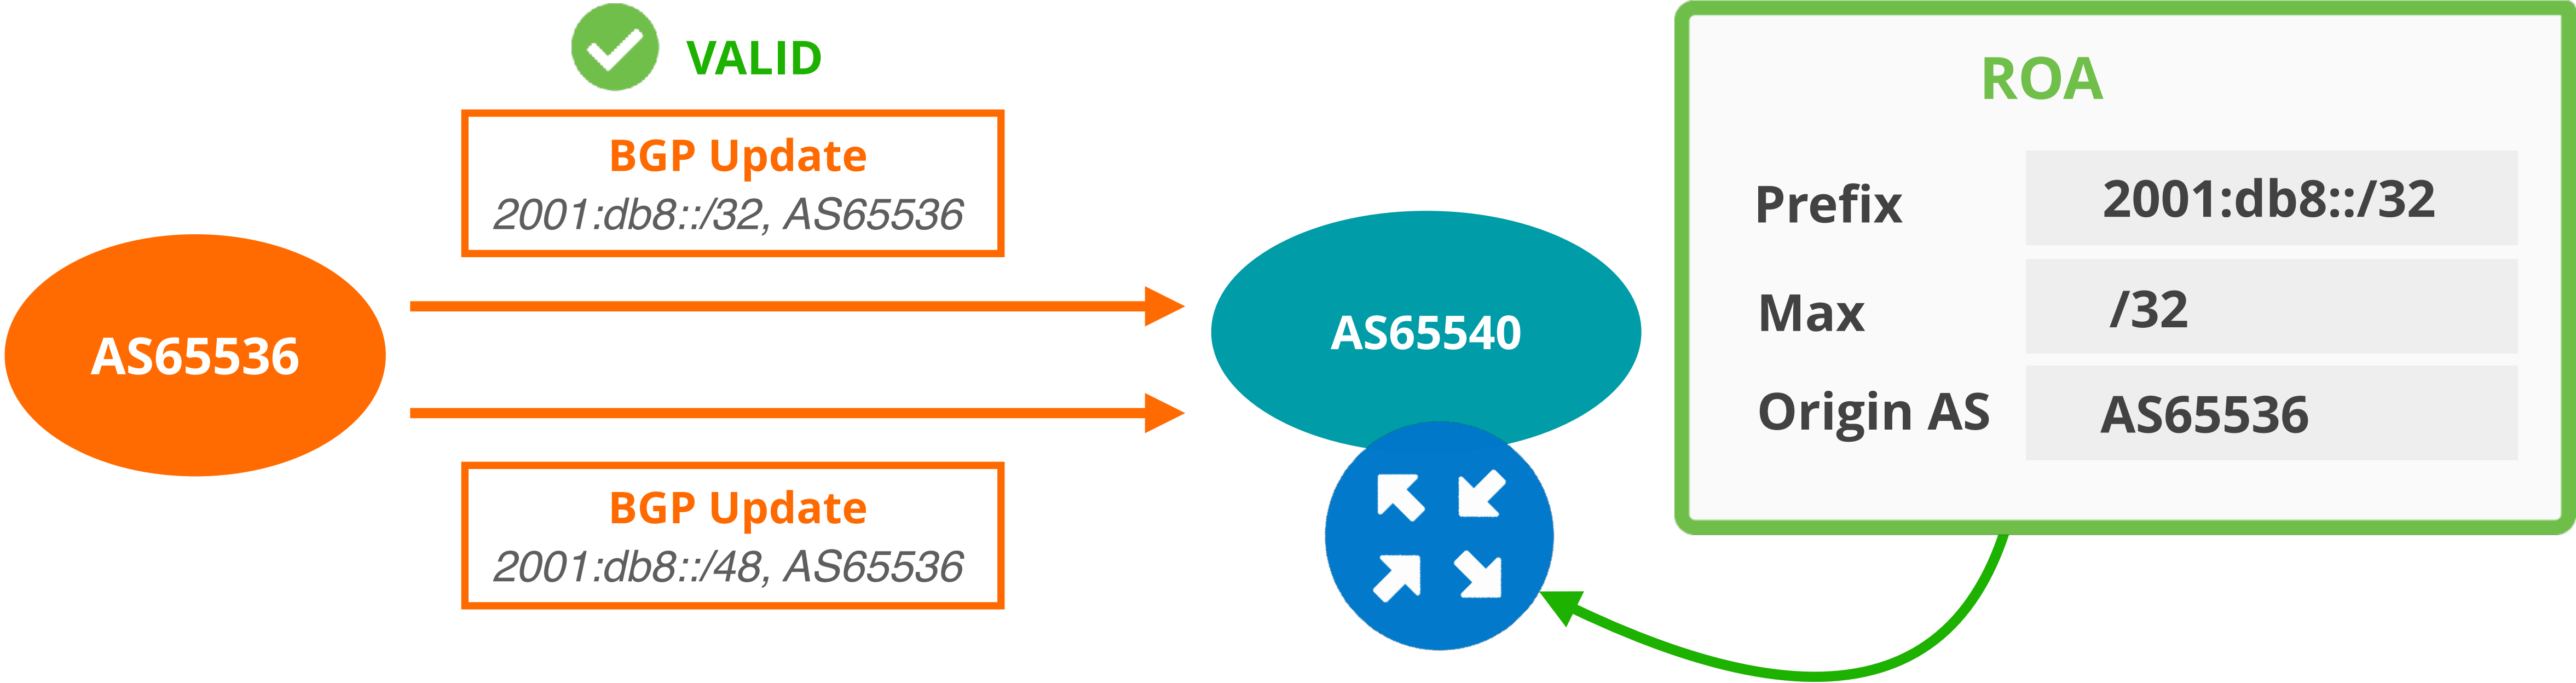 VALID
BGP Update
2001:db8::/32, AS65536
AS65536
BGP Update
2001:db8::/48, AS65536
AS65540
ROA
Prefix 2001:db8::/32
Max /32
Origin AS AS65536